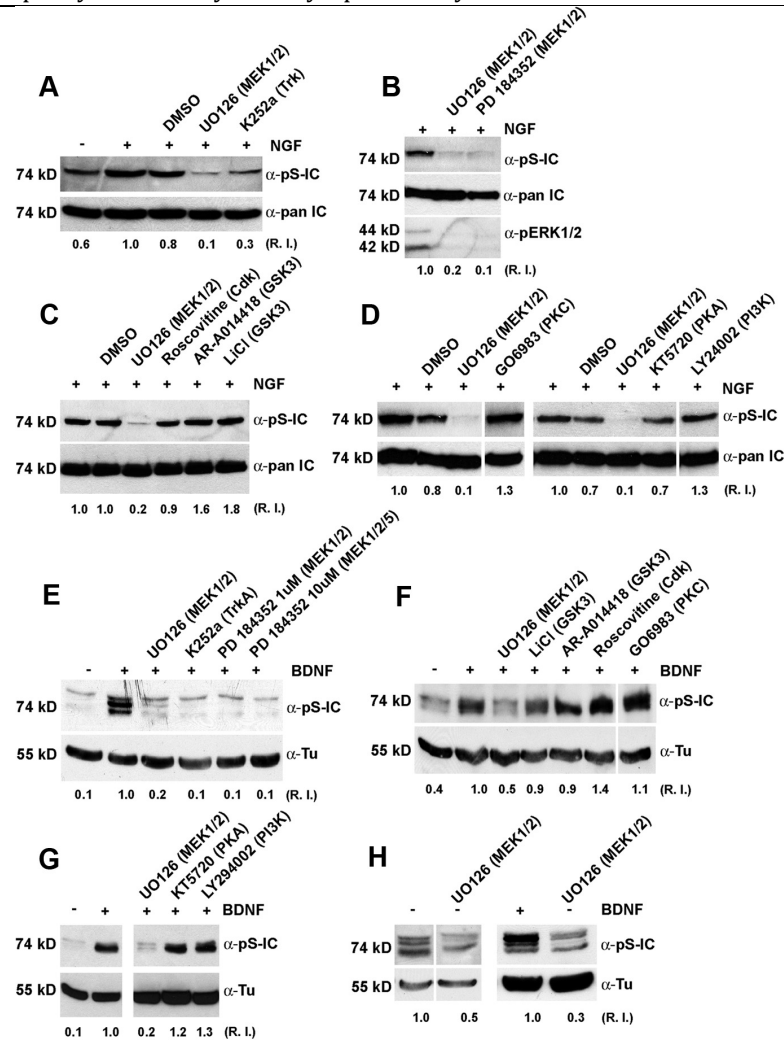 A
DMSO
UO126 (MEK1/2)
K252a (Trk)
- + + + + NGF
74 kD α-pS-IC
74 kD α-pan IC
0.6 1.0 0.8 0.1 0.3 (R. I.)
B
UO126 (MEK1/2)
PD 184352 (MEK1/2)
+ + + NGF
74 kD α-pS-IC
74 kD α-pan IC
44 kD α-pERK1/2
42 kD
1.0 0.2 0.1 (R. I.)
C
DMSO
UO126 (MEK1/2)
Roscovitine (Cdk)
AR-A014418 (GSK3)
LiCl (GSK3)
+ + + + + + NGF
74 kD α-pS-IC
74 kD α-pan IC
1.0 1.0 0.2 0.9 1.6 1.8 (R. I.)
D
DMSO
UO126 (MEK1/2)
GO6983 (PKC)
DMSO
UO126 (MEK1/2)
KT5720 (PKA)
LY24002 (PI3K)
+ + + + + + + + + NGF
74 kD α-pS-IC
74 kD α-pan IC
1.0 0.8 0.1 1.3 1.0 0.7 0.1 0.7 1.3 (R. I.)
E
UO126 (MEK1/2)
K252a (TrkA)
PD 184352 1uM (MEK1/2)
PD 184352 10uM (MEK1/2/5)
- + + + + + BDNF
74 kD α-pS-IC
55 kD α-Tu
0.1 1.0 0.2 0.1 0.1 0.1 (R. I.)
F
UO126 (MEK1/2)
LiCl (GSK3)
AR-A014418 (GSK3)
Roscovitine (Cdk)
GO6983 (PKC)
- + + + + + + BDNF
74 kD α-pS-IC
55 kD α-Tu
0.4 1.0 0.5 0.9 0.9 1.4 1.1 (R. I.)
G
UO126 (MEK1/2)
KT5720 (PKA)
LY294002 (PI3K)
- + + + + BDNF
74 kD α-pS-IC
55 kD α-Tu
0.1 1.0 0.2 1.2 1.3 (R. I.)
H
UO126 (MEK1/2)
UO126 (MEK1/2)
- - + - BDNF
74 kD α-pS-IC
55 kD α-Tu
1.0 0.5 1.0 0.3 (R. I.)